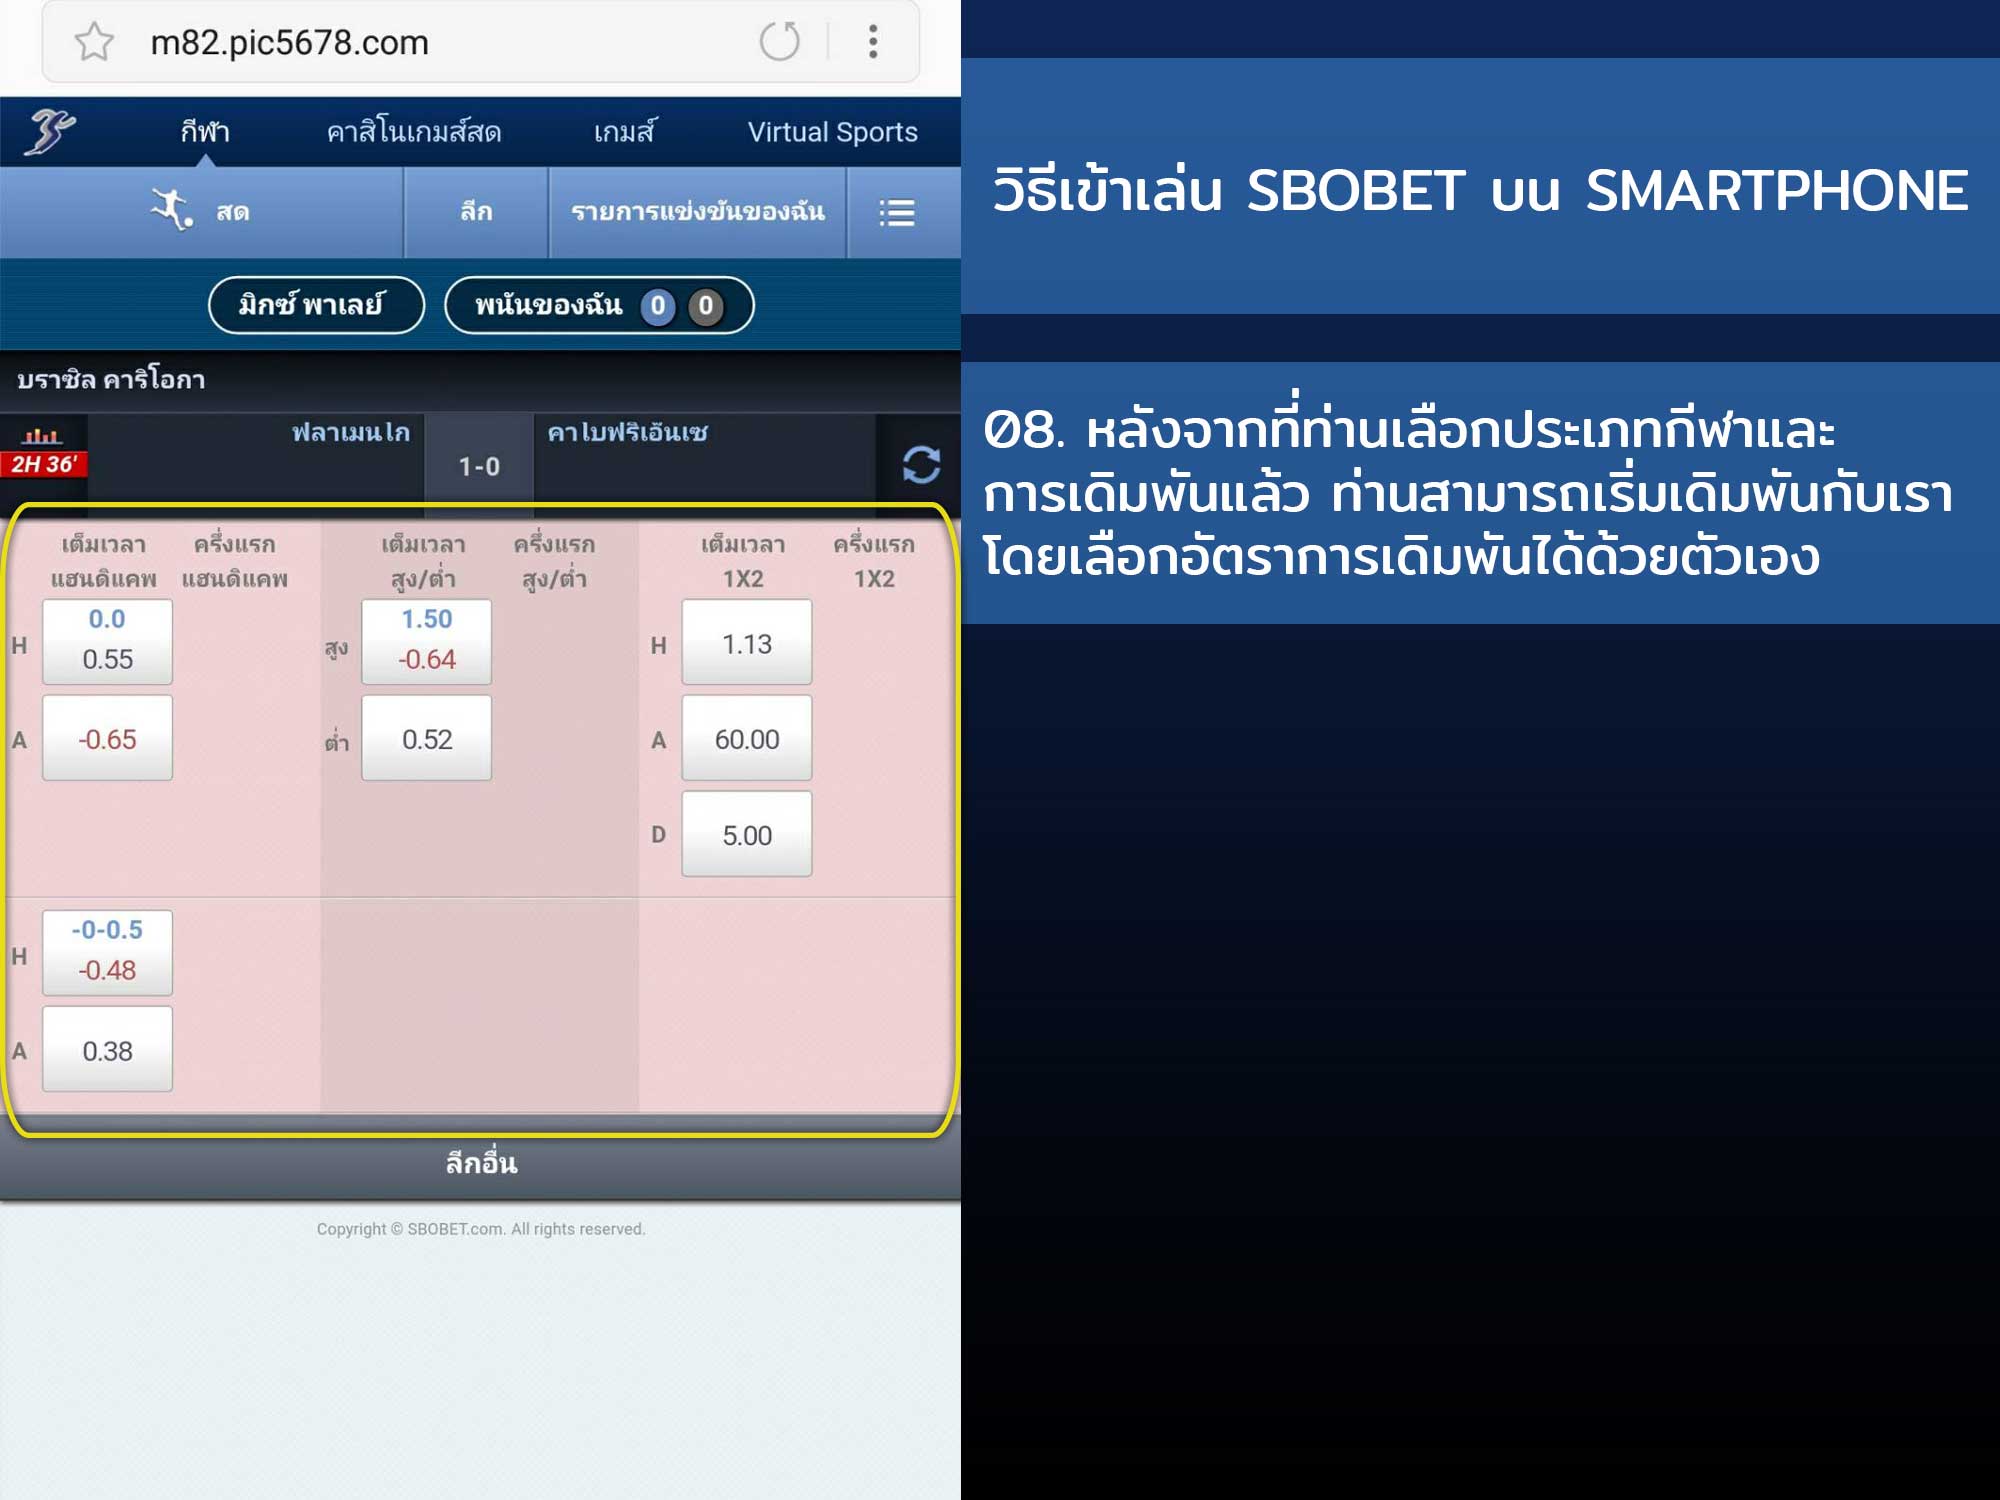 m82.pic5678.com
กีฬา คาสิโนเกมส์สด เกมส์ Virtual Sports
สด ลีก รายการแข่งขันของฉัน
มิกซ์ พาเลย์ พนันของฉัน 0 0
บราซิล คาริโอกา
ฟลาเมนโก คาโบฟริเอ้นเซ
2H 36' 1-0
เต็มเวลา ครึ่งแรก เต็มเวลา ครึ่งแรก เต็มเวลา ครึ่งแรก
แฮนดิแคพ แฮนดิแคพ สูง/ต่ำ สูง/ต่ำ 1X2 1X2
0.0 1.50
H 0.55 สูง -0.64 H 1.13
A -0.65 ต่ำ 0.52 A 60.00
D 5.00
-0-0.5
H -0.48
A 0.38
ลีกอื่น
Copyright © SBOBET.com. All rights reserved.
วิธีเข้าเล่น SBOBET บน SMARTPHONE
08. หลังจากที่ท่านเลือกประเภทกีฬาและ
การเดิมพันแล้ว ท่านสามารถเริ่มเดิมพันกับเรา
โดยเลือกอัตราการเดิมพันได้ด้วยตัวเอง